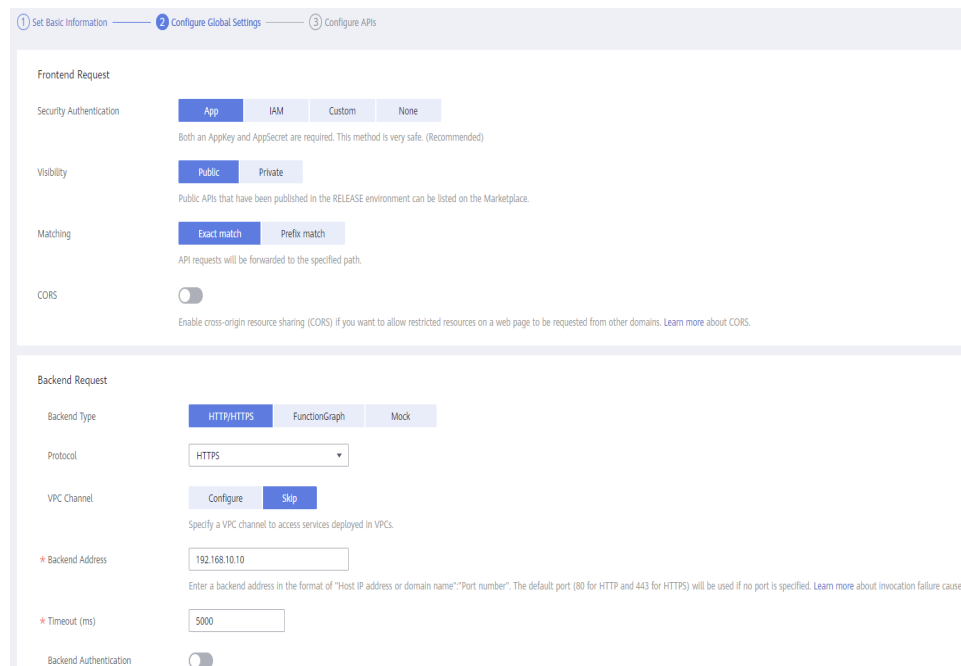 1 Set Basic Information 2 Configure Global Settings 3 Configure APIs
Frontend Request
Security Authentication App IAM Custom None
Both an AppKey and AppSecret are required. This method is very safe. (Recommended)
Visibility Public Private
Public APIs that have been published in the RELEASE environment can be listed on the Marketplace.
Matching Exact match Prefix match
API requests will be forwarded to the specified path.
CORS
Enable cross-origin resource sharing (CORS) if you want to allow restricted resources on a web page to be requested from other domains. Learn more about CORS.
Backend Request
Backend Type HTTP/HTTPS FunctionGraph Mock
Protocol HTTPS
VPC Channel Configure Skip
Specify a VPC channel to access services deployed in VPCs.
* Backend Address 192.168.10.10
Enter a backend address in the format of "Host IP address or domain name":"Port number". The default port (80 for HTTP and 443 for HTTPS) will be used if no port is specified. Learn more about invocation failure cause
* Timeout (ms) 5000
Backend Authentication